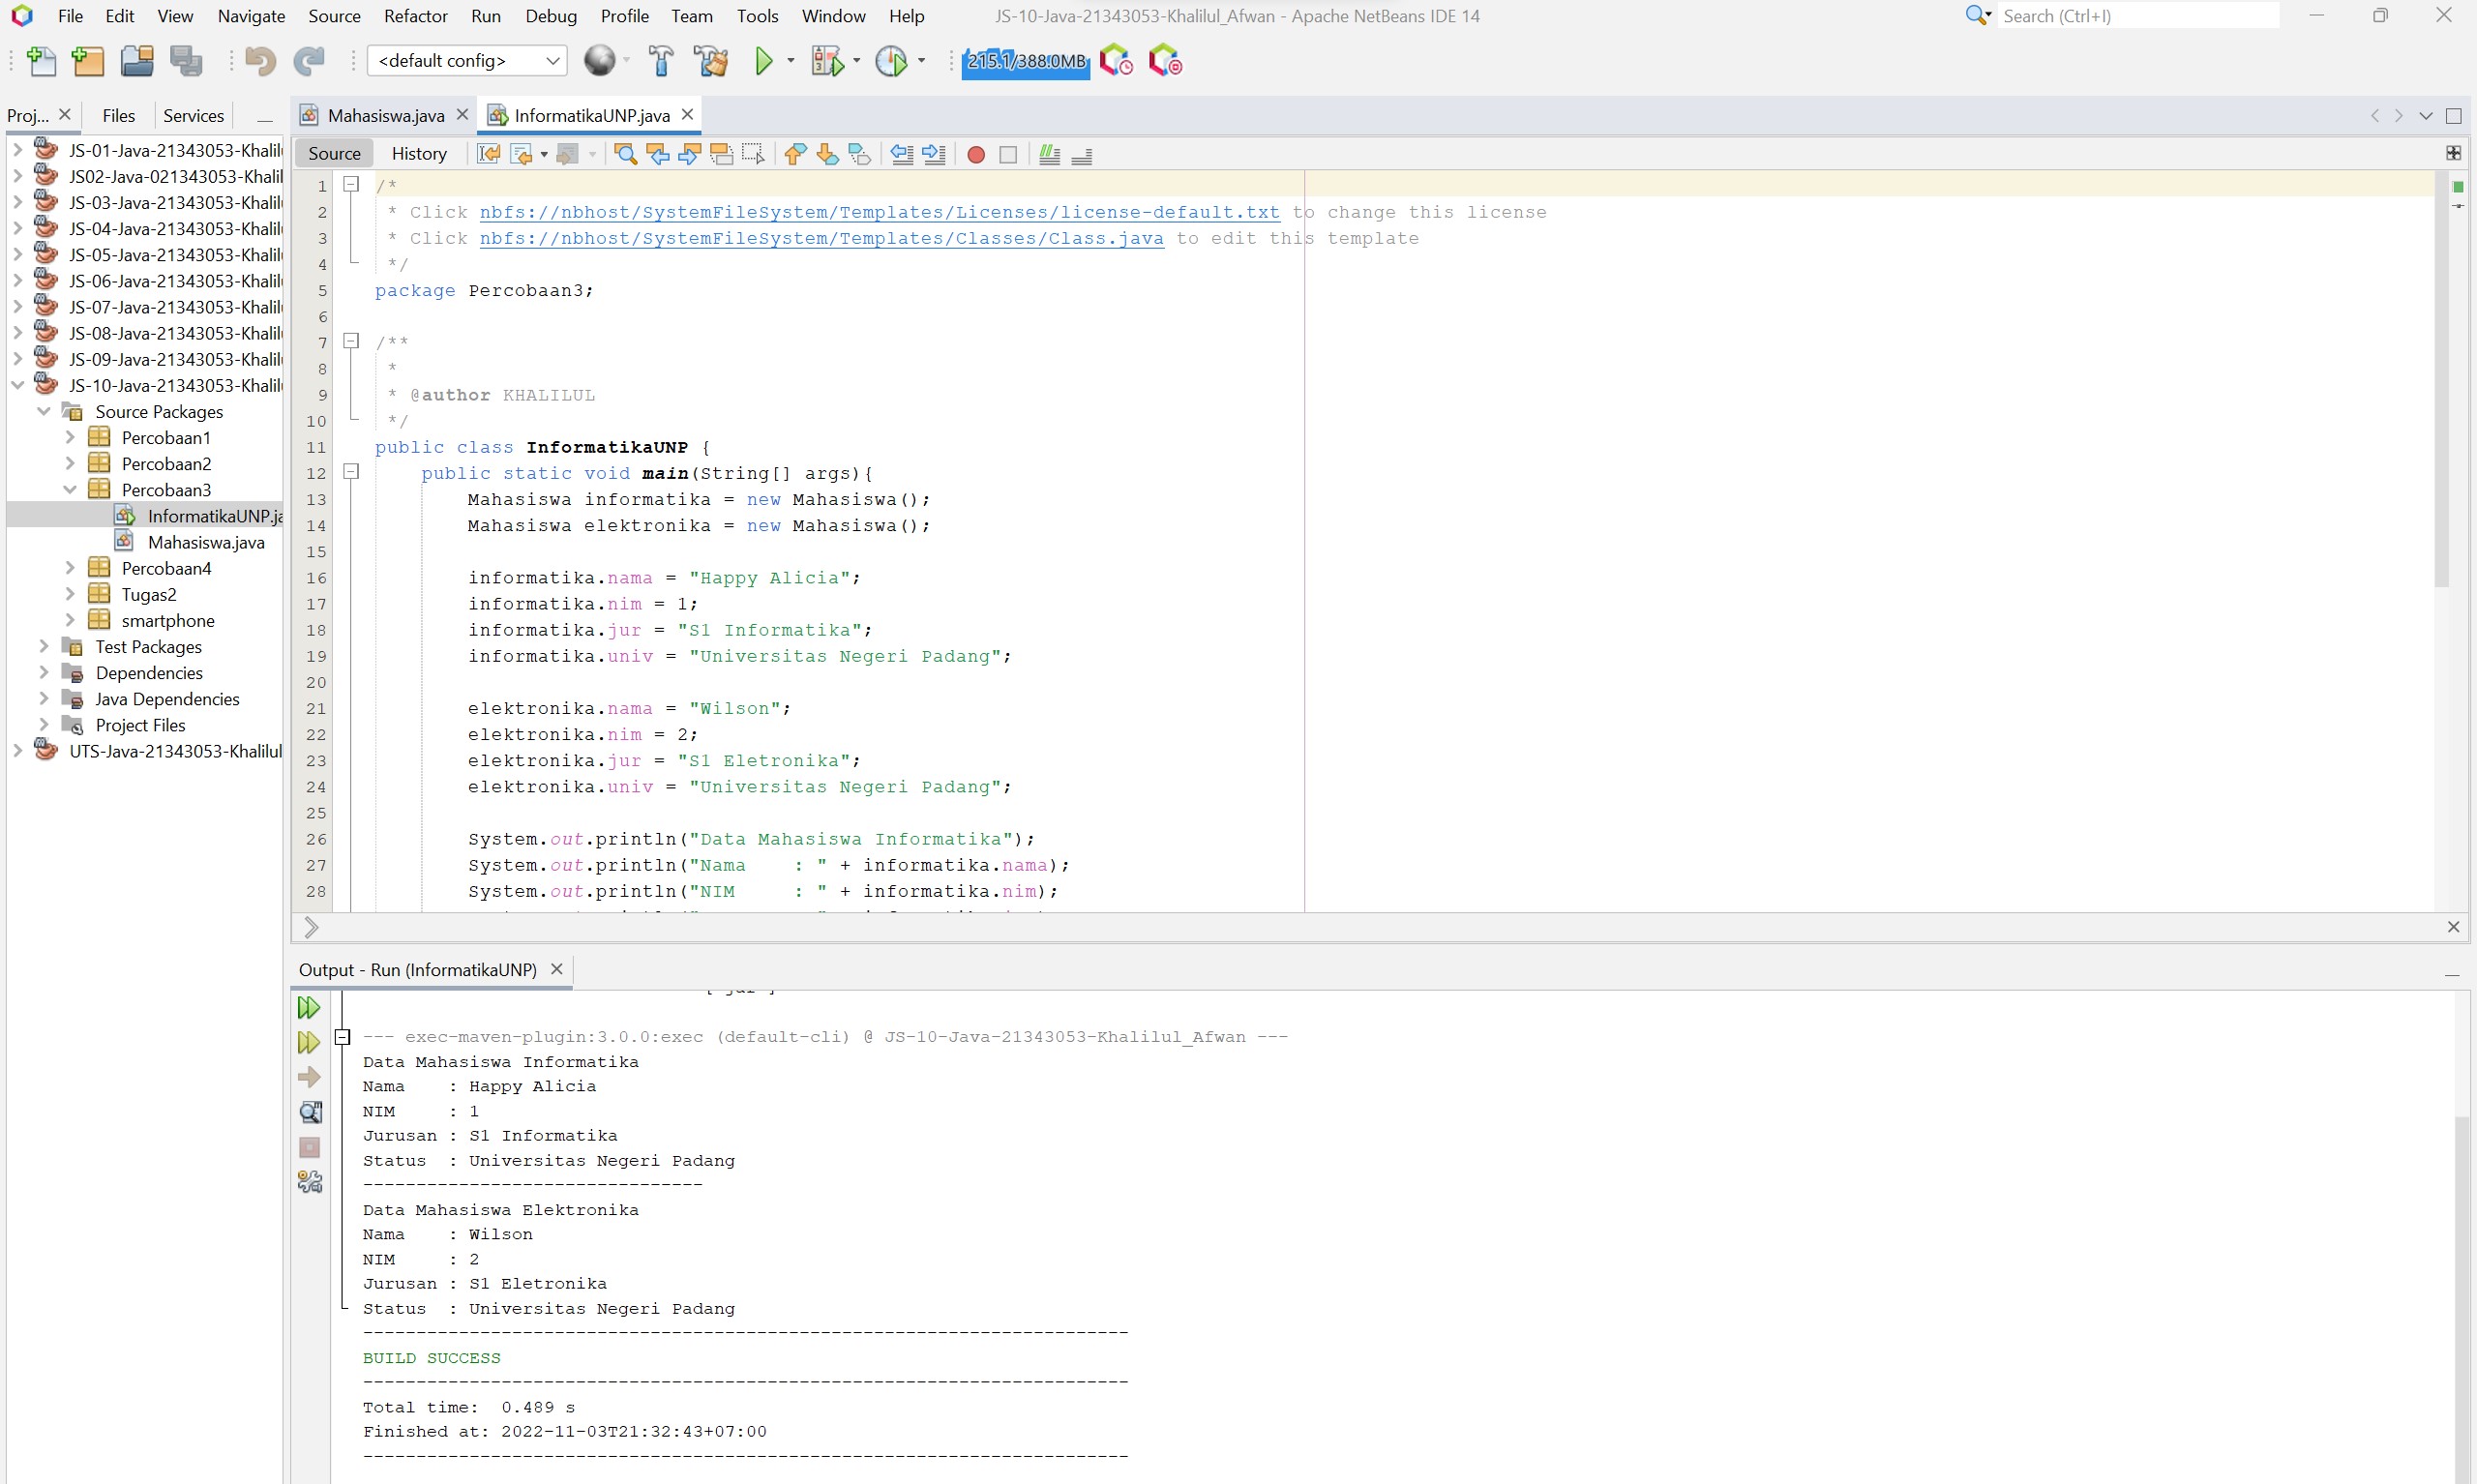 File Edit View Navigate Source Refactor Run Debug Profile Team Tools Window Help
JS-10-Java-21343053-Khalilul_Afwan - Apache NetBeans IDE 14
Search (Ctrl+I)
<default config>
215.1/388.0MB
Proj... Files Services
Mahasiswa.java InformatikaUNP.java
Source History
JS-01-Java-21343053-Khalil
JS02-Java-021343053-Khalil
JS-03-Java-21343053-Khalil
JS-04-Java-21343053-Khalil
JS-05-Java-21343053-Khalil
JS-06-Java-21343053-Khalil
JS-07-Java-21343053-Khalil
JS-08-Java-21343053-Khalil
JS-09-Java-21343053-Khalil
JS-10-Java-21343053-Khalil
Source Packages
Percobaan1
Percobaan2
Percobaan3
InformatikaUNP.ja
Mahasiswa.java
Percobaan4
Tugas2
smartphone
Test Packages
Dependencies
Java Dependencies
Project Files
UTS-Java-21343053-Khalilul
1 /*
2  * Click nbfs://nbhost/SystemFileSystem/Templates/Licenses/license-default.txt to change this license
3  * Click nbfs://nbhost/SystemFileSystem/Templates/Classes/Class.java to edit this template
4  */
5 package Percobaan3;
6
7 /**
8  *
9  * @author KHALILUL
10  */
11 public class InformatikaUNP {
12     public static void main(String[] args){
13         Mahasiswa informatika = new Mahasiswa();
14         Mahasiswa elektronika = new Mahasiswa();
15
16         informatika.nama = "Happy Alicia";
17         informatika.nim = 1;
18         informatika.jur = "S1 Informatika";
19         informatika.univ = "Universitas Negeri Padang";
20
21         elektronika.nama = "Wilson";
22         elektronika.nim = 2;
23         elektronika.jur = "S1 Eletronika";
24         elektronika.univ = "Universitas Negeri Padang";
25
26         System.out.println("Data Mahasiswa Informatika");
27         System.out.println("Nama    : " + informatika.nama);
28         System.out.println("NIM     : " + informatika.nim);
Output - Run (InformatikaUNP)
[ jar ]
--- exec-maven-plugin:3.0.0:exec (default-cli) @ JS-10-Java-21343053-Khalilul_Afwan ---
Data Mahasiswa Informatika
Nama    : Happy Alicia
NIM     : 1
Jurusan : S1 Informatika
Status  : Universitas Negeri Padang
--------------------------------
Data Mahasiswa Elektronika
Nama    : Wilson
NIM     : 2
Jurusan : S1 Eletronika
Status  : Universitas Negeri Padang
------------------------------------------------------------------------
BUILD SUCCESS
------------------------------------------------------------------------
Total time:  0.489 s
Finished at: 2022-11-03T21:32:43+07:00
------------------------------------------------------------------------